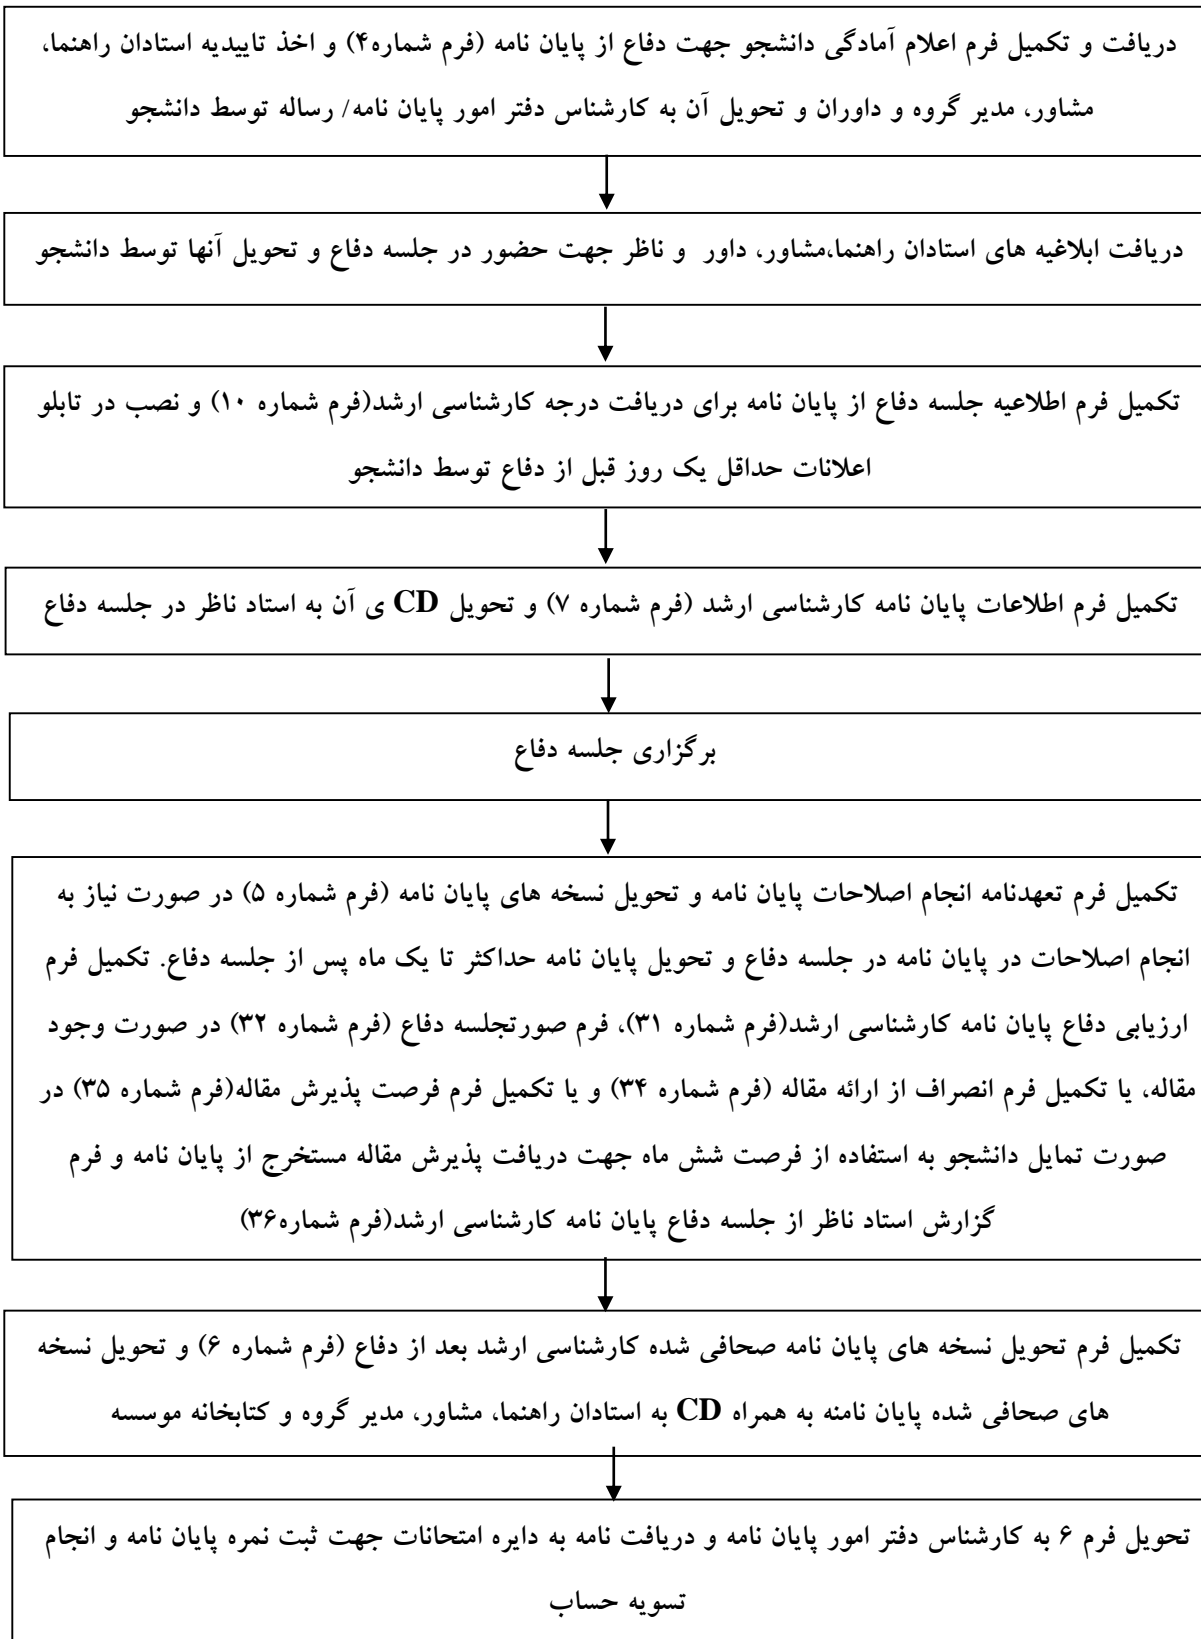 دریافت و تکمیل فرم اعلام آمادگی دانشجو جهت دفاع از پایان نامه (فرم شماره۴) و اخذ تاییدیه استادان راهنما،
مشاور، مدیر گروه و داوران و تحویل آن به کارشناس دفتر امور پایان نامه/ رساله توسط دانشجو
دریافت ابلاغیه های استادان راهنما،مشاور، داور و ناظر جهت حضور در جلسه دفاع و تحویل آنها توسط دانشجو
تکمیل فرم اطلاعیه جلسه دفاع از پایان نامه برای دریافت درجه کارشناسی ارشد(فرم شماره ۱۰) و نصب در تابلو
اعلانات حداقل یک روز قبل از دفاع توسط دانشجو
تکمیل فرم اطلاعات پایان نامه کارشناسی ارشد (فرم شماره ۷) و تحویل CD ی آن به استاد ناظر در جلسه دفاع
برگزاری جلسه دفاع
تکمیل فرم تعهدنامه انجام اصلاحات پایان نامه و تحویل نسخه های پایان نامه (فرم شماره ۵) در صورت نیاز به
انجام اصلاحات در پایان نامه در جلسه دفاع و تحویل پایان نامه حداکثر تا یک ماه پس از جلسه دفاع. تکمیل فرم
ارزیابی دفاع پایان نامه کارشناسی ارشد(فرم شماره ۳۱)، فرم صورتجلسه دفاع (فرم شماره ۳۲) در صورت وجود
مقاله، یا تکمیل فرم انصراف از ارائه مقاله (فرم شماره ۳۴) و یا تکمیل فرم فرصت پذیرش مقاله(فرم شماره ۳۵) در
صورت تمایل دانشجو به استفاده از فرصت شش ماه جهت دریافت پذیرش مقاله مستخرج از پایان نامه و فرم
گزارش استاد ناظر از جلسه دفاع پایان نامه کارشناسی ارشد(فرم شماره۳۶)
تکمیل فرم تحویل نسخه های پایان نامه صحافی شده کارشناسی ارشد بعد از دفاع (فرم شماره ۶) و تحویل نسخه
های صحافی شده پایان نامنه به همراه CD به استادان راهنما، مشاور، مدیر گروه و کتابخانه موسسه
تحویل فرم ۶ به کارشناس دفتر امور پایان نامه و دریافت نامه به دایره امتحانات جهت ثبت نمره پایان نامه و انجام
تسویه حساب